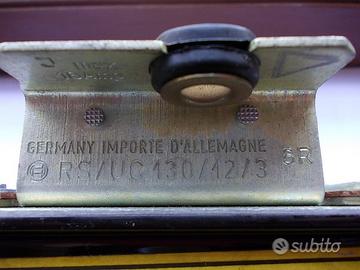 GERMANY IMPORTE D'ALLEMAGNE
RS/UC 130/12/3
6R
subito